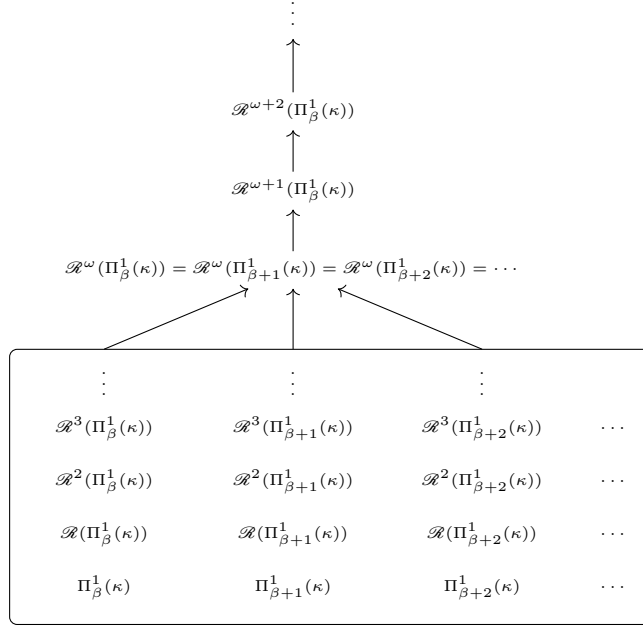 ⋮
ℛ^{ω+2}(Π^1_β(κ))
ℛ^{ω+1}(Π^1_β(κ))
ℛ^ω(Π^1_β(κ)) = ℛ^ω(Π^1_{β+1}(κ)) = ℛ^ω(Π^1_{β+2}(κ)) = ⋯
⋮ ⋮ ⋮
ℛ^3(Π^1_β(κ)) ℛ^3(Π^1_{β+1}(κ)) ℛ^3(Π^1_{β+2}(κ)) ⋯
ℛ^2(Π^1_β(κ)) ℛ^2(Π^1_{β+1}(κ)) ℛ^2(Π^1_{β+2}(κ)) ⋯
ℛ(Π^1_β(κ)) ℛ(Π^1_{β+1}(κ)) ℛ(Π^1_{β+2}(κ)) ⋯
Π^1_β(κ) Π^1_{β+1}(κ) Π^1_{β+2}(κ) ⋯